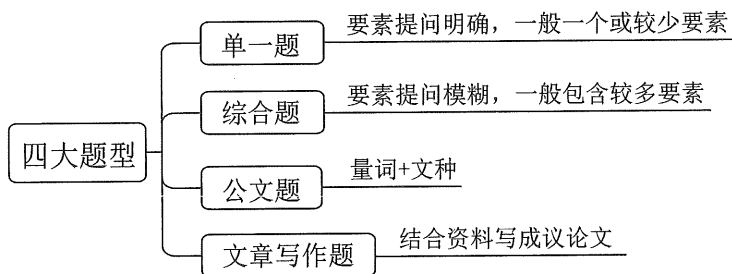 四大题型
单一题
要素提问明确，一般一个或较少要素
综合题
要素提问模糊，一般包含较多要素
公文题
量词+文种
文章写作题
结合资料写成议论文